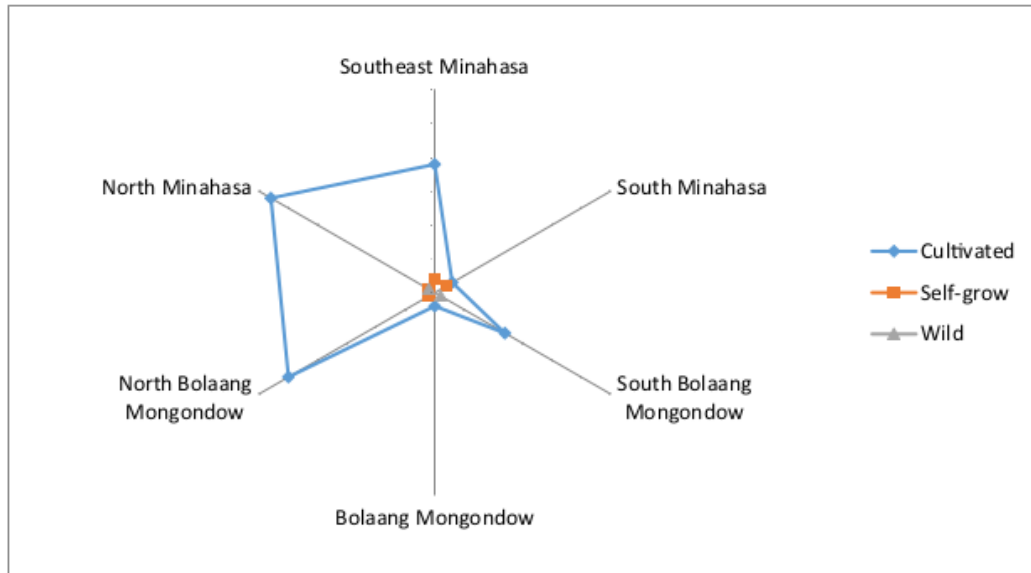 Southeast Minahasa
North Minahasa
South Minahasa
Cultivated
Self-grow
Wild
North Bolaang
Mongondow
South Bolaang
Mongondow
Bolaang Mongondow